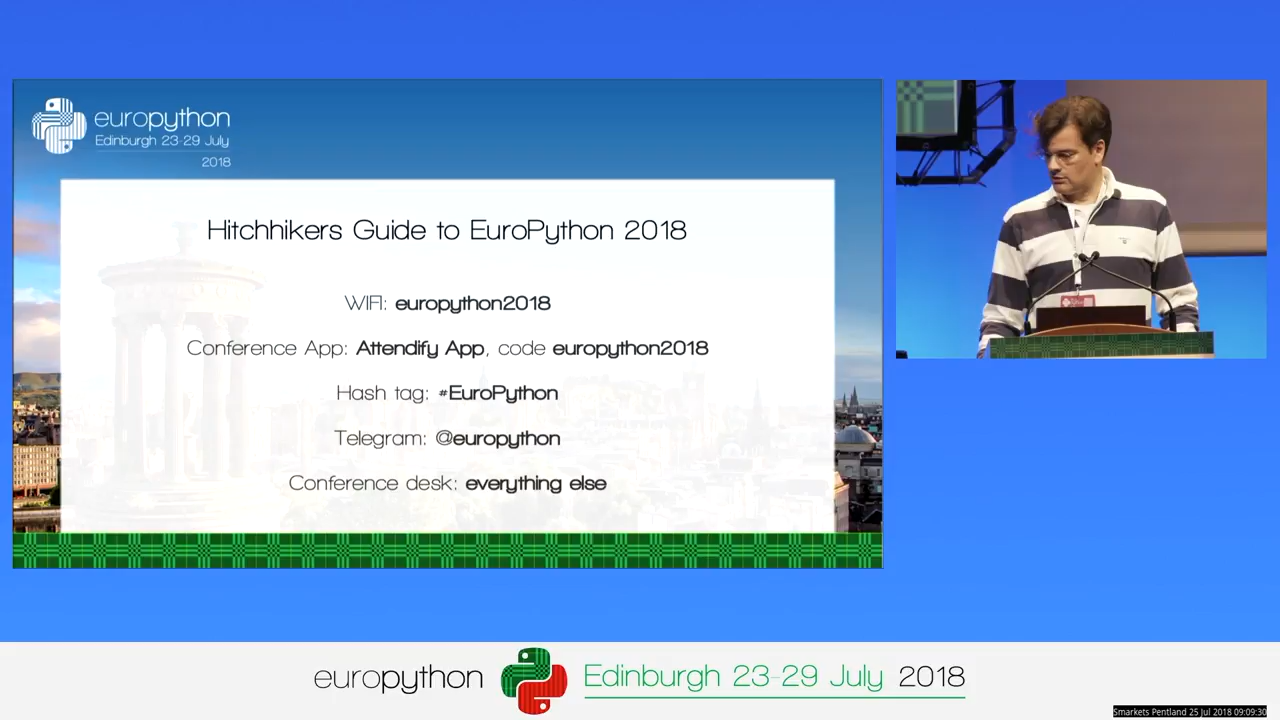 europython
Edinburgh 23-29 July
2018
Hitchhikers Guide to EuroPython 2018
WIFI: europython2018
Conference App: Attendify App, code europython2018
Hash tag: #EuroPython
Telegram: @europython
Conference desk: everything else
europython Edinburgh 23-29 July 2018
Smarkets Pentland 25 Jul 2018 09:09:30